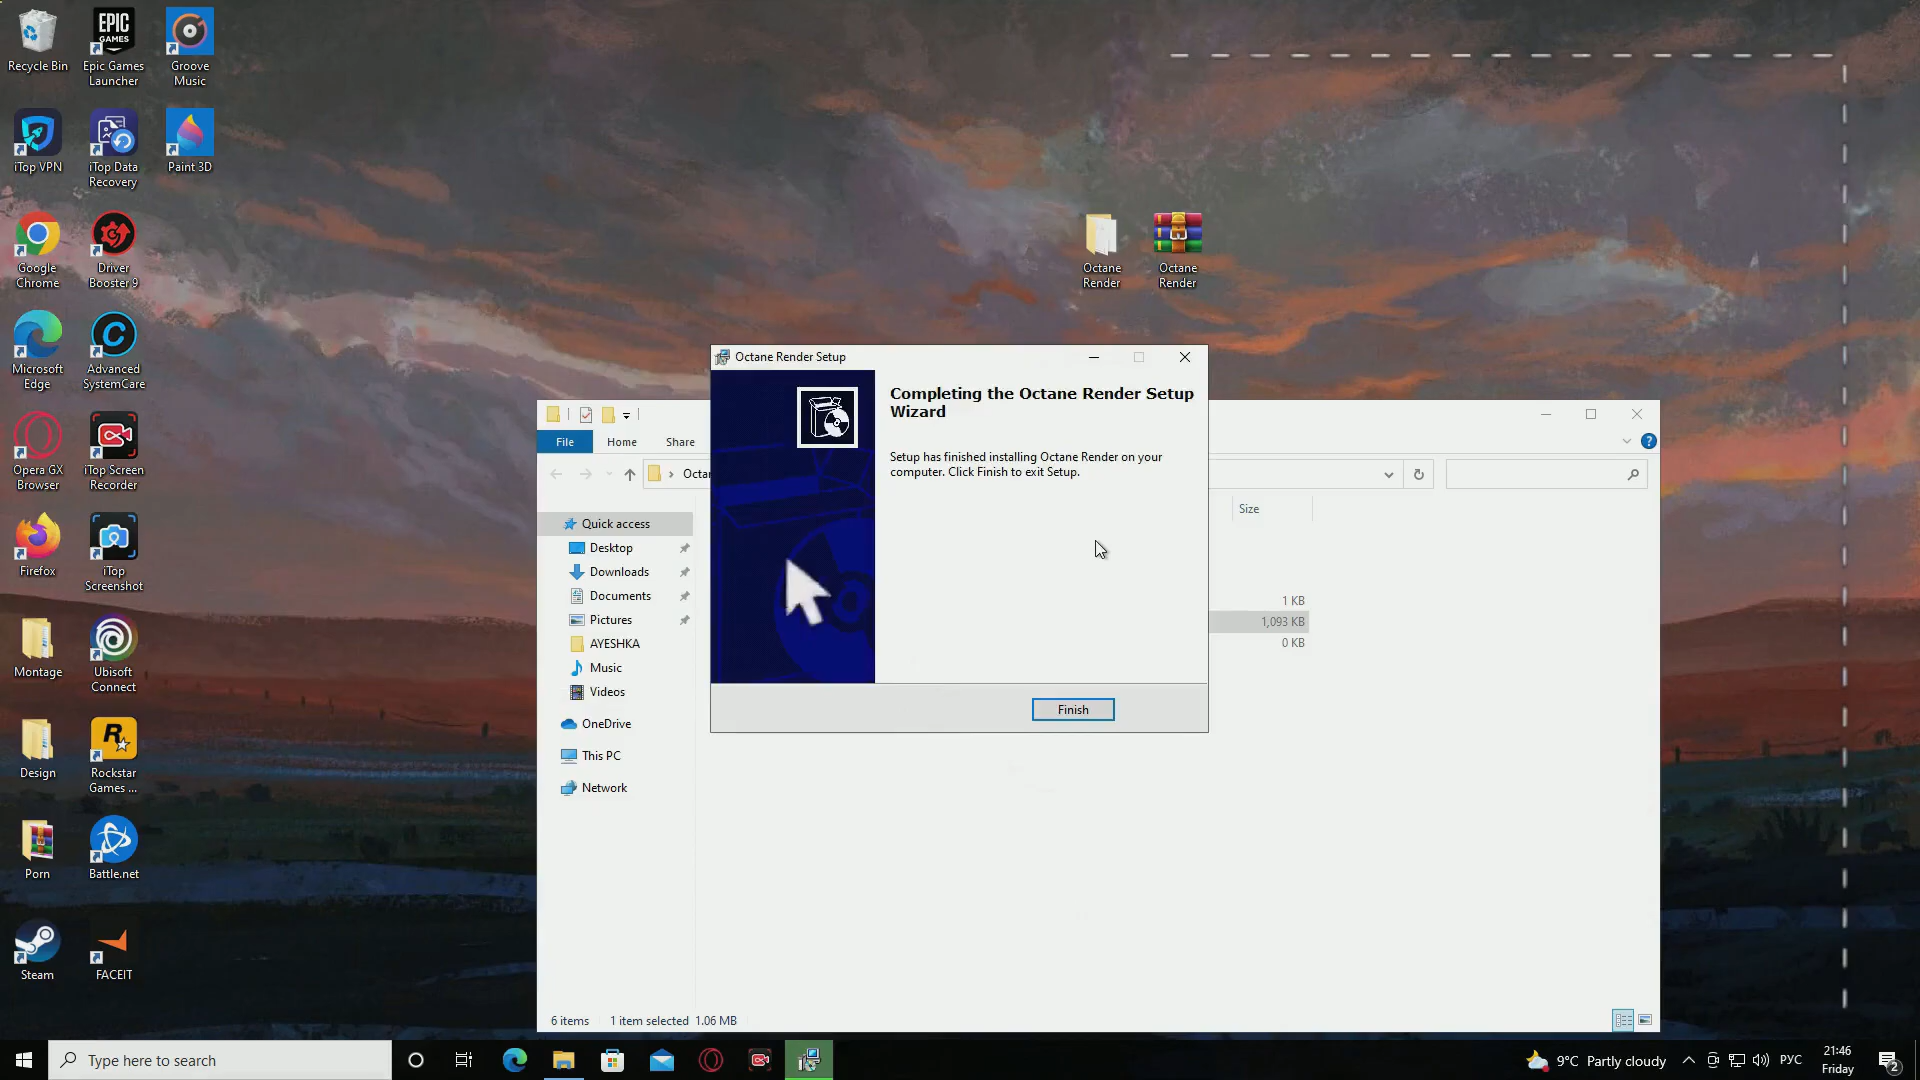 Recycle Bin
Epic Games
Launcher
EPIC
GAMES
Groove
Music
iTop VPN
iTop Data
Recovery
Paint 3D
Google
Chrome
Driver
Booster 9
Microsoft
Edge
Advanced
SystemCare
Opera GX
Browser
iTop Screen
Recorder
Firefox
iTop
Screenshot
Montage
Ubisoft
Connect
Design
Rockstar
Games ...
Porn
Battle.net
Steam
FACEIT
Octane
Render
Octane
Render
Octane Render Setup
Completing the Octane Render Setup
Wizard
Setup has finished installing Octane Render on your
computer. Click Finish to exit Setup.
Finish
File
Home
Share
Octan
Size
Quick access
Desktop
Downloads
Documents
Pictures
AYESHKA
Music
Videos
OneDrive
This PC
Network
1 KB
1,093 KB
0 KB
6 items
1 item selected 1.06 MB
Type here to search
9°C Partly cloudy
РУС
21:46
Friday
2